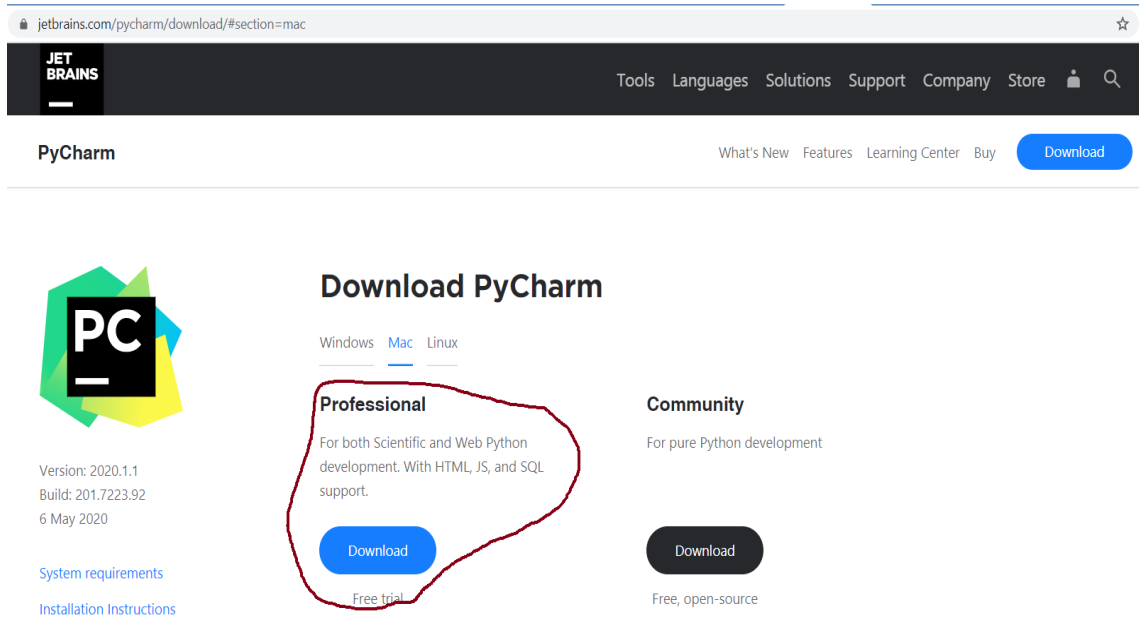 jetbrains.com/pycharm/download/#section=mac
JET
BRAINS
Tools Languages Solutions Support Company Store
PyCharm
What's New Features Learning Center Buy Download
Download PyCharm
PC
Windows Mac Linux
Professional
For both Scientific and Web Python
development. With HTML, JS, and SQL
support.
Download
Free trial
Community
For pure Python development
Download
Free, open-source
Version: 2020.1.1
Build: 201.7223.92
6 May 2020
System requirements
Installation Instructions